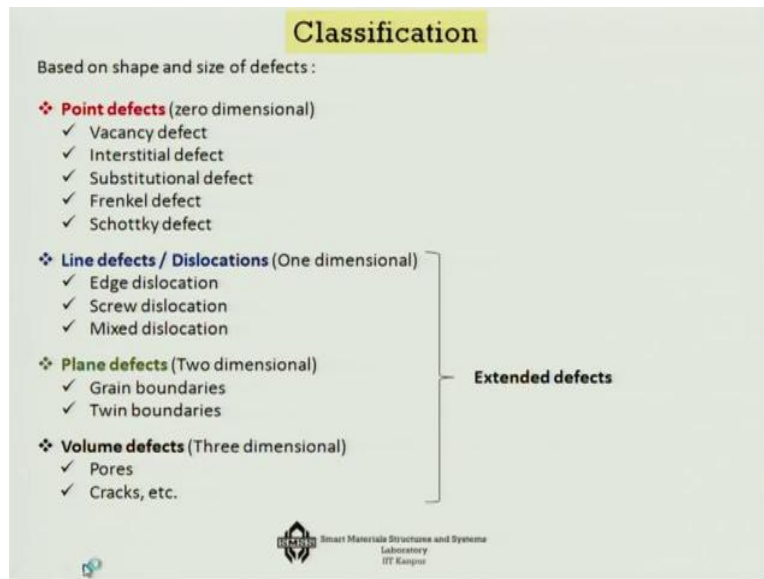 Classification
Based on shape and size of defects :
❖ Point defects (zero dimensional)
✓ Vacancy defect
✓ Interstitial defect
✓ Substitutional defect
✓ Frenkel defect
✓ Schottky defect
❖ Line defects / Dislocations (One dimensional)
✓ Edge dislocation
✓ Screw dislocation
✓ Mixed dislocation
❖ Plane defects (Two dimensional)
✓ Grain boundaries
✓ Twin boundaries
Extended defects
❖ Volume defects (Three dimensional)
✓ Pores
✓ Cracks, etc.
SMSS
Smart Materials Structures and Systems
Laboratory
IIT Kanpur